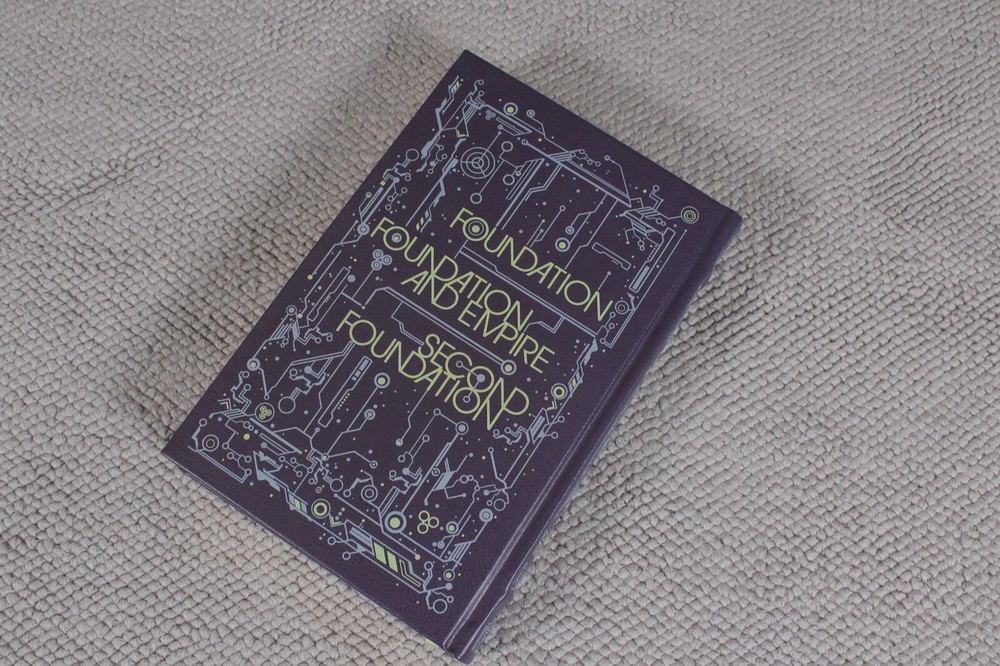 FOUNDATION
FOUNDATION
AND EMPIRE
SECOND
FOUNDATION